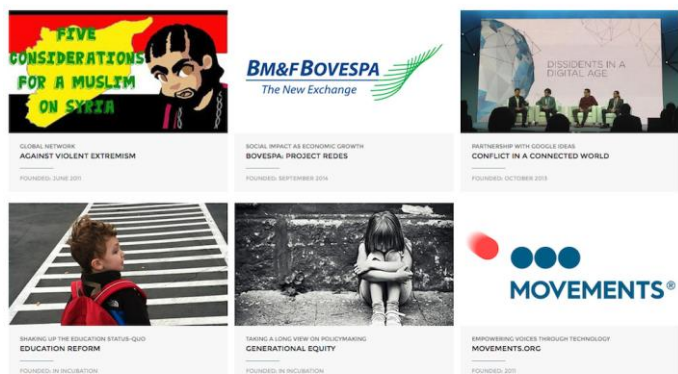 FIVE
CONSIDERATIONS
FOR A MUSLIM
ON SYRIA
BM&FBOVESPA
The New Exchange
DISSIDENTS IN A
DIGITAL AGE
GLOBAL NETWORK
AGAINST VIOLENT EXTREMISM
FOUNDED: JUNE 2011
SOCIAL IMPACT AS ECONOMIC GROWTH
BOVESPA: PROJECT REDES
FOUNDED: SEPTEMBER 2014
PARTNERSHIP WITH GOOGLE IDEAS
CONFLICT IN A CONNECTED WORLD
FOUNDED: OCTOBER 2013
MOVEMENTS®
SHAKING UP THE EDUCATION STATUS-QUO
EDUCATION REFORM
FOUNDED: IN INCUBATION
TAKING A LONG VIEW ON POLICYMAKING
GENERATIONAL EQUITY
FOUNDED: IN INCUBATION
EMPOWERING VOICES THROUGH TECHNOLOGY
MOVEMENTS.ORG
FOUNDED: 2011